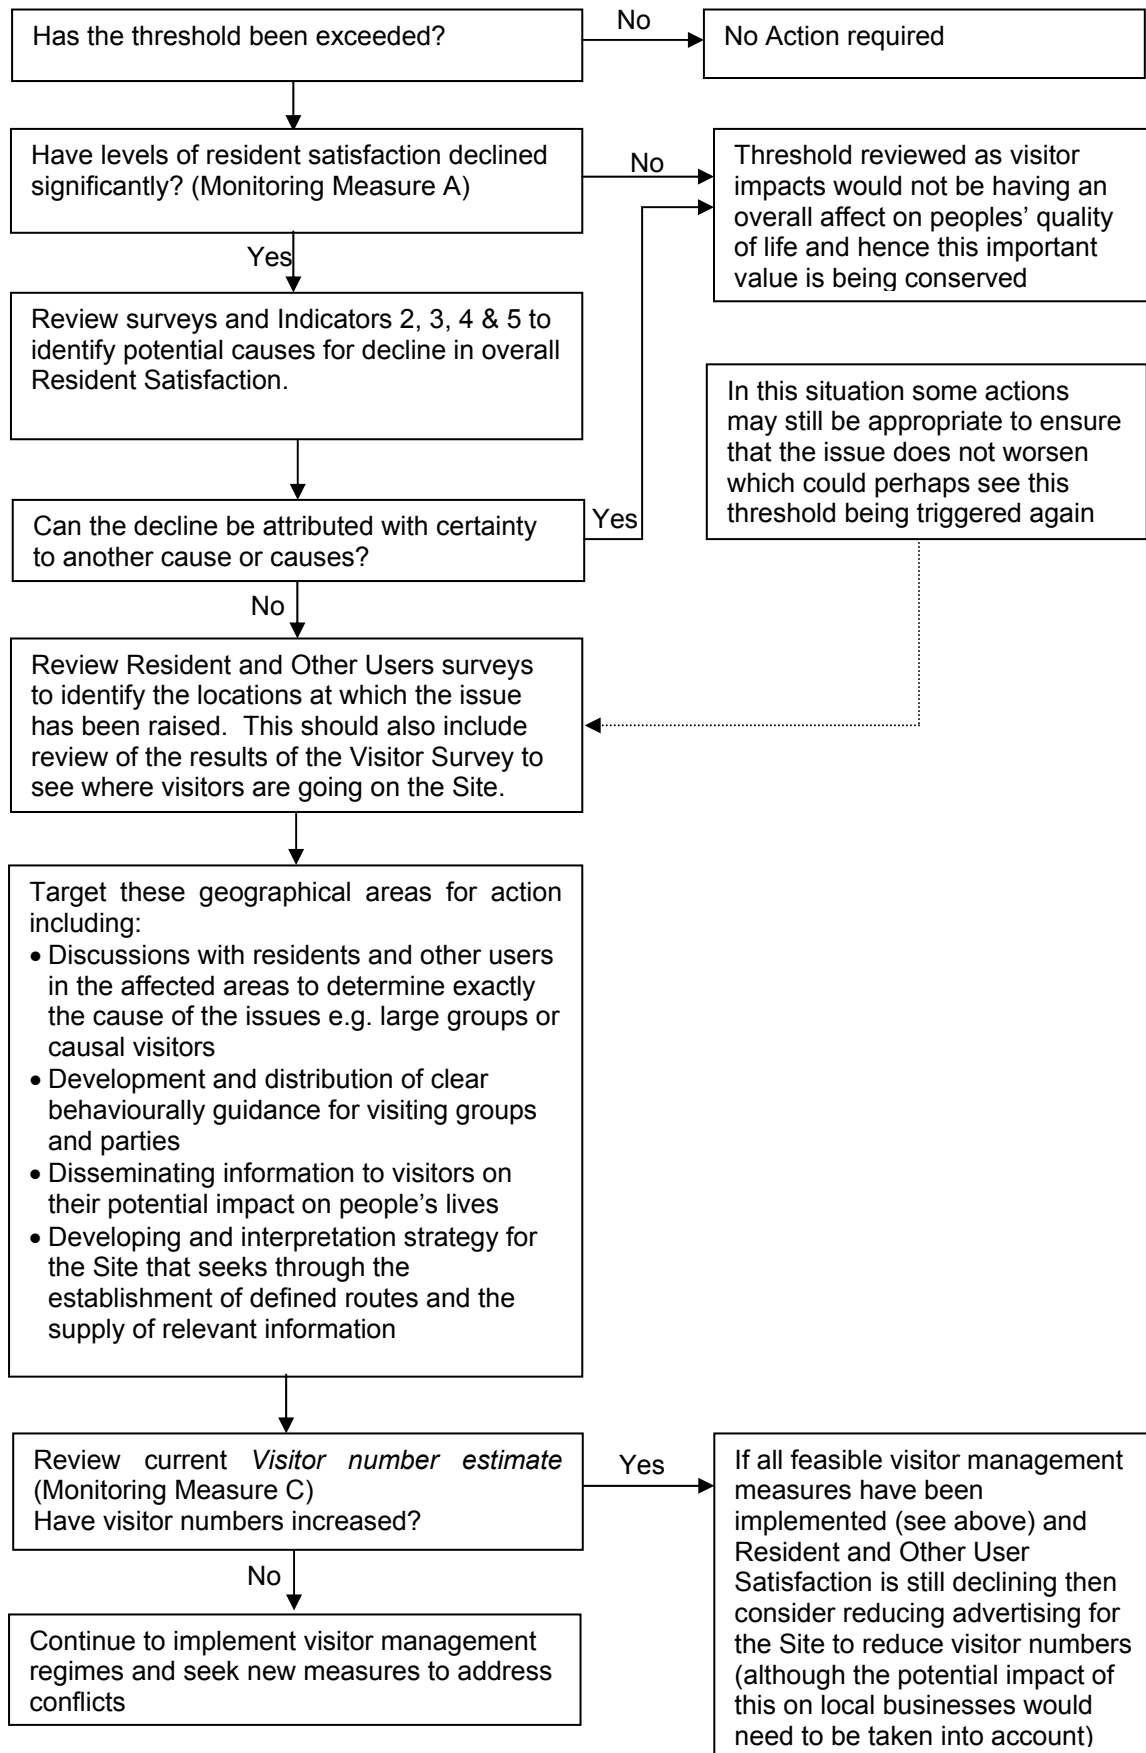 Has the threshold been exceeded?
No
No Action required
Have levels of resident satisfaction declined
significantly? (Monitoring Measure A)
No
Threshold reviewed as visitor
impacts would not be having an
overall affect on peoples’ quality
of life and hence this important
value is being conserved
Yes
Review surveys and Indicators 2, 3, 4 & 5 to
identify potential causes for decline in overall
Resident Satisfaction.
In this situation some actions
may still be appropriate to ensure
that the issue does not worsen
which could perhaps see this
threshold being triggered again
Can the decline be attributed with certainty
to another cause or causes?
Yes
No
Review Resident and Other Users surveys
to identify the locations at which the issue
has been raised.  This should also include
review of the results of the Visitor Survey to
see where visitors are going on the Site.
Target these geographical areas for action
including:
• Discussions with residents and other users
in the affected areas to determine exactly
the cause of the issues e.g. large groups or
causal visitors
• Development and distribution of clear
behaviourally guidance for visiting groups
and parties
• Disseminating information to visitors on
their potential impact on people’s lives
• Developing and interpretation strategy for
the Site that seeks through the
establishment of defined routes and the
supply of relevant information
Review current Visitor number estimate
(Monitoring Measure C)
Have visitor numbers increased?
Yes
If all feasible visitor management
measures have been
implemented (see above) and
Resident and Other User
Satisfaction is still declining then
consider reducing advertising for
the Site to reduce visitor numbers
(although the potential impact of
this on local businesses would
need to be taken into account)
No
Continue to implement visitor management
regimes and seek new measures to address
conflicts